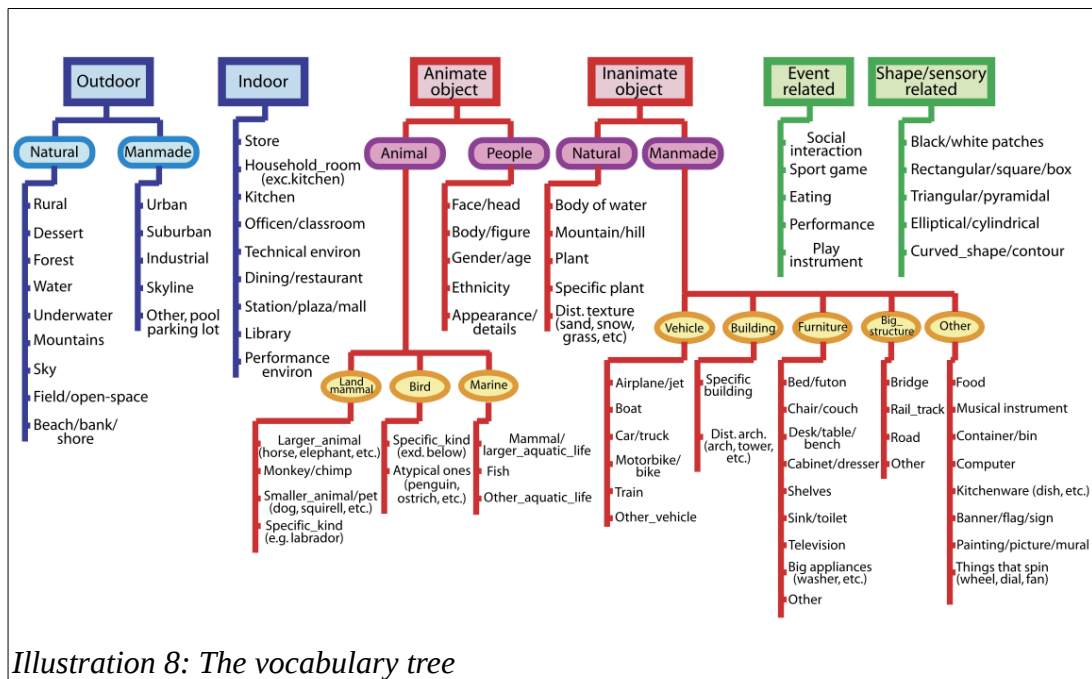 Outdoor
Natural
Rural
Dessert
Forest
Water
Underwater
Mountains
Sky
Field/open-space
Beach/bank/
shore
Manmade
Urban
Suburban
Industrial
Skyline
Other, pool
parking lot
Indoor
Store
Household_room
(exc.kitchen)
Kitchen
Officen/classroom
Technical environ
Dining/restaurant
Station/plaza/mall
Library
Performance
environ
Animate
object
Animal
Land
mammal
Larger_animal
(horse, elephant, etc.)
Monkey/chimp
Smaller_animal/pet
(dog, squirell, etc.)
Specific_kind
(e.g. labrador)
Bird
Specific_kind
(exd. below)
Atypical ones
(penguin,
ostrich, etc.)
Marine
Mammal/
larger_aquatic_life
Fish
Other_aquatic_life
People
Face/head
Body/figure
Gender/age
Ethnicity
Appearance/
details
Inanimate
object
Natural
Body of water
Mountain/hill
Plant
Specific plant
Dist. texture
(sand, snow,
grass, etc)
Manmade
Vehicle
Airplane/jet
Boat
Car/truck
Motorbike/
bike
Train
Other_vehicle
Building
Specific
building
Dist. arch.
(arch, tower,
etc.)
Furniture
Bed/futon
Chair/couch
Desk/table/
bench
Cabinet/dresser
Shelves
Sink/toilet
Television
Big appliances
(washer, etc.)
Other
Big_
structure
Bridge
Rail_track
Road
Other
Other
Food
Musical instrument
Container/bin
Computer
Kitchenware (dish, etc.)
Banner/flag/sign
Painting/picture/mural
Things that spin
(wheel, dial, fan)
Event
related
Social
interaction
Sport game
Eating
Performance
Play
instrument
Shape/sensory
related
Black/white patches
Rectangular/square/box
Triangular/pyramidal
Elliptical/cylindrical
Curved_shape/contour
Illustration 8: The vocabulary tree